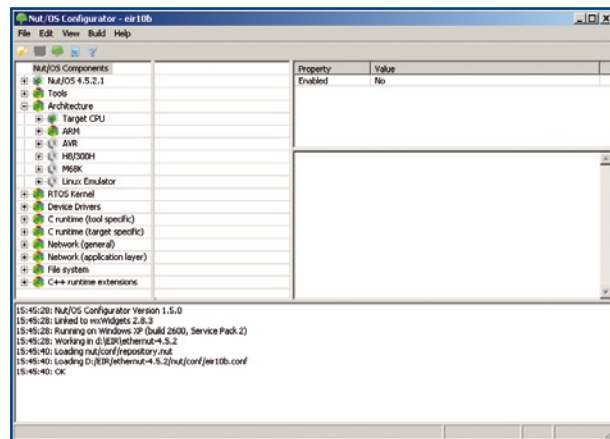 Nut/OS Configurator - eir10b
File Edit View Build Help
Nut/OS Components
Nut/OS 4.5.2.1
Tools
Architecture
Target CPU
ARM
AVR
H8/300H
M68K
Linux Emulator
RTOS Kernel
Device Drivers
C runtime (tool specific)
C runtime (target specific)
Network (general)
Network (application layer)
File system
C++ runtime extensions
Property Value
Enabled No
15:45:28: Nut/OS Configurator Version 1.5.0
15:45:28: Linked to wxWidgets 2.8.3
15:45:28: Running on Windows XP (build 2600, Service Pack 2)
15:45:28: Working in d:\EIR\ethernut-4.5.2
15:45:40: Loading nut/conf/repository.nut
15:45:40: Loading D:/EIR/ethernut-4.5.2/nut/conf/eir10b.conf
15:45:40: OK